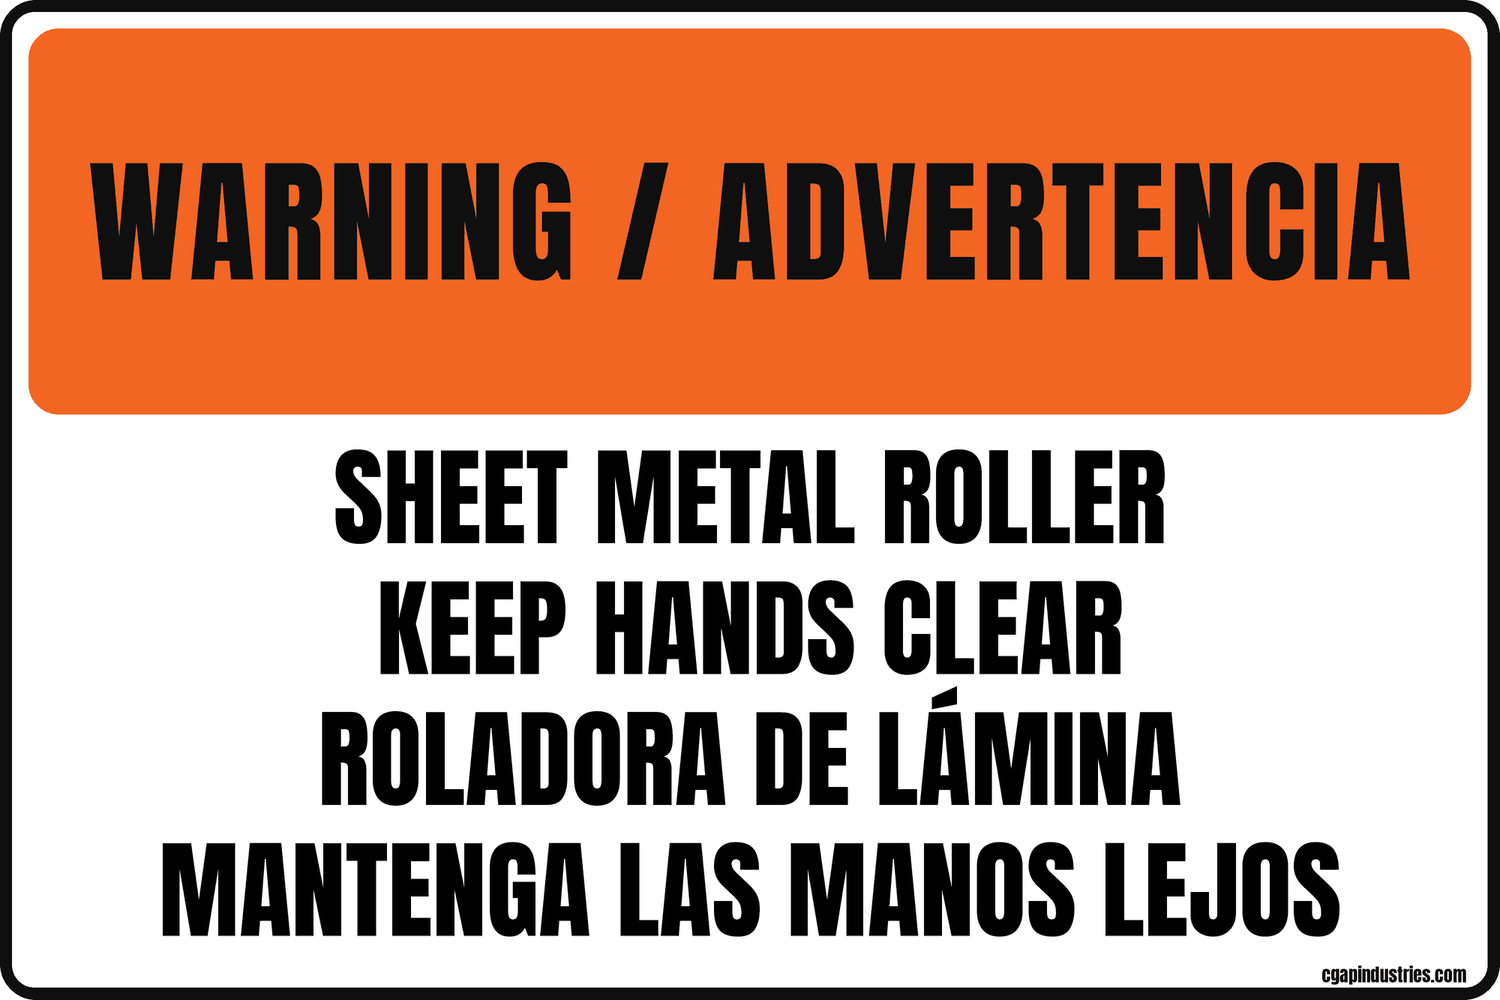 WARNING / ADVERTENCIA
SHEET METAL ROLLER
KEEP HANDS CLEAR
ROLADORA DE LÁMINA
MANTENGA LAS MANOS LEJOS
cgapindustries.com